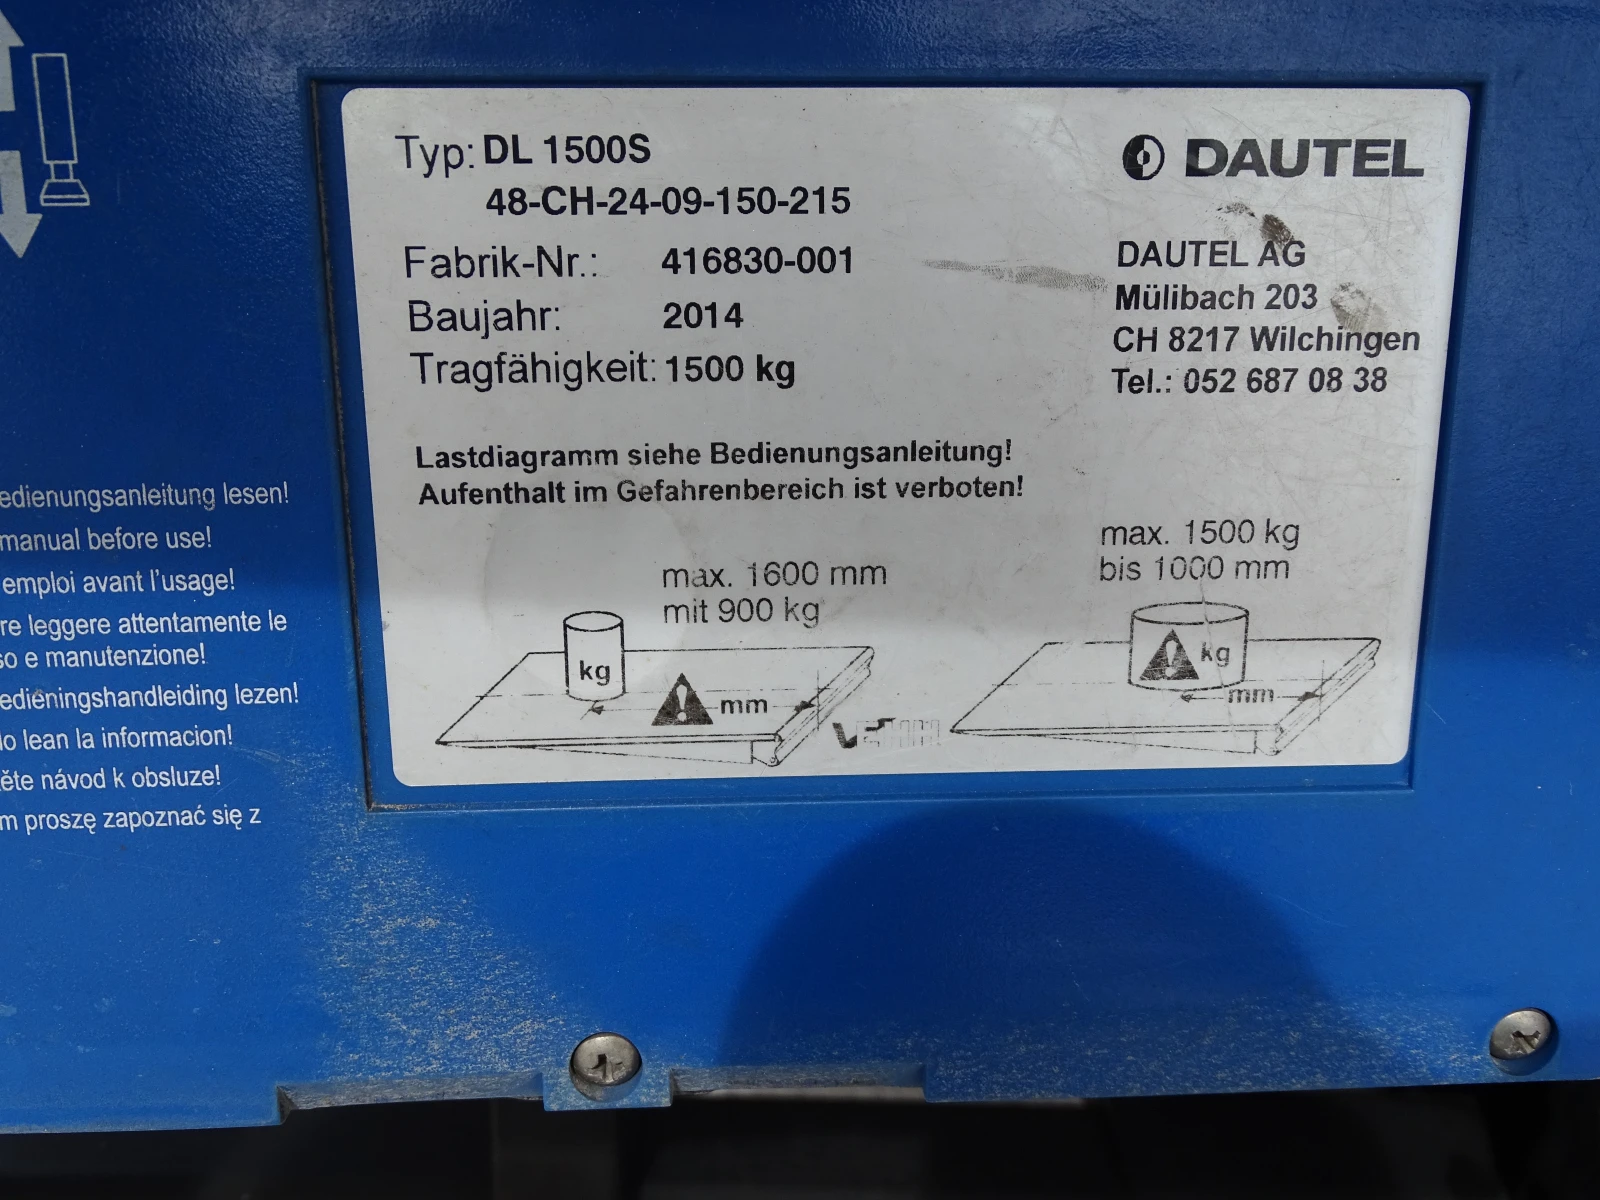 Typ: DL 1500S
48-CH-24-09-150-215
Fabrik-Nr.: 416830-001
Baujahr: 2014
Tragfähigkeit: 1500 kg
DAUTEL
DAUTEL AG
Mülibach 203
CH 8217 Wilchingen
Tel.: 052 687 08 38
Lastdiagramm siehe Bedienungsanleitung!
Aufenthalt im Gefahrenbereich ist verboten!
max. 1600 mm
mit 900 kg
kg
mm
max. 1500 kg
bis 1000 mm
kg
mm
edienungsanleitung lesen!
manual before use!
emploi avant l'usage!
re leggere attentamente le
so e manutenzione!
edieningshandleiding lezen!
lo lean la informacion!
ěte návod k obsluze!
m proszę zapoznać się z